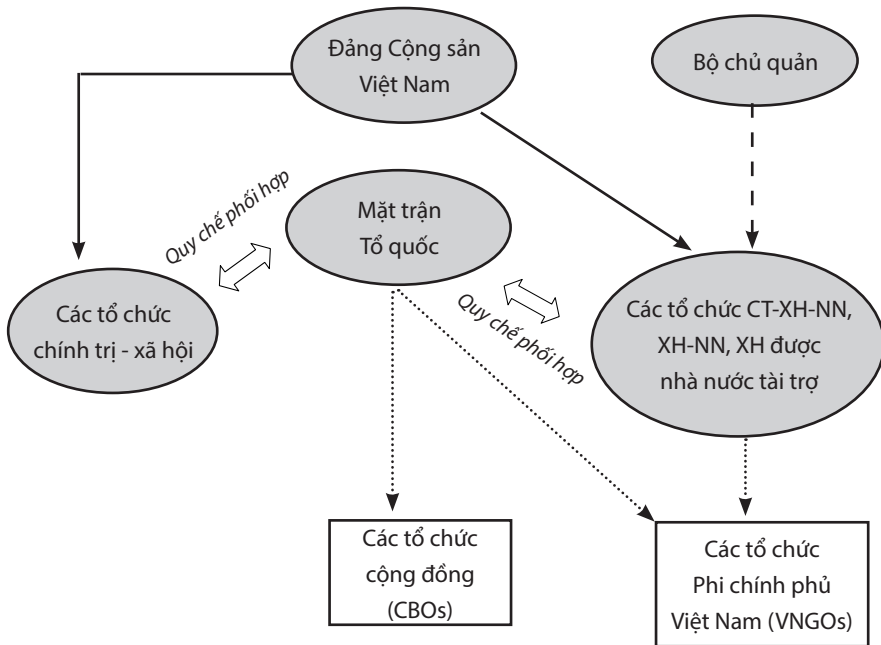 Đảng Cộng sản
Việt Nam
Bộ chủ quản
Quy chế phối hợp
Mặt trận
Tổ quốc
Các tổ chức
chính trị - xã hội
Quy chế phối hợp
Các tổ chức CT-XH-NN,
XH-NN, XH được
nhà nước tài trợ
Các tổ chức
cộng đồng
(CBOs)
Các tổ chức
Phi chính phủ
Việt Nam (VNGOs)